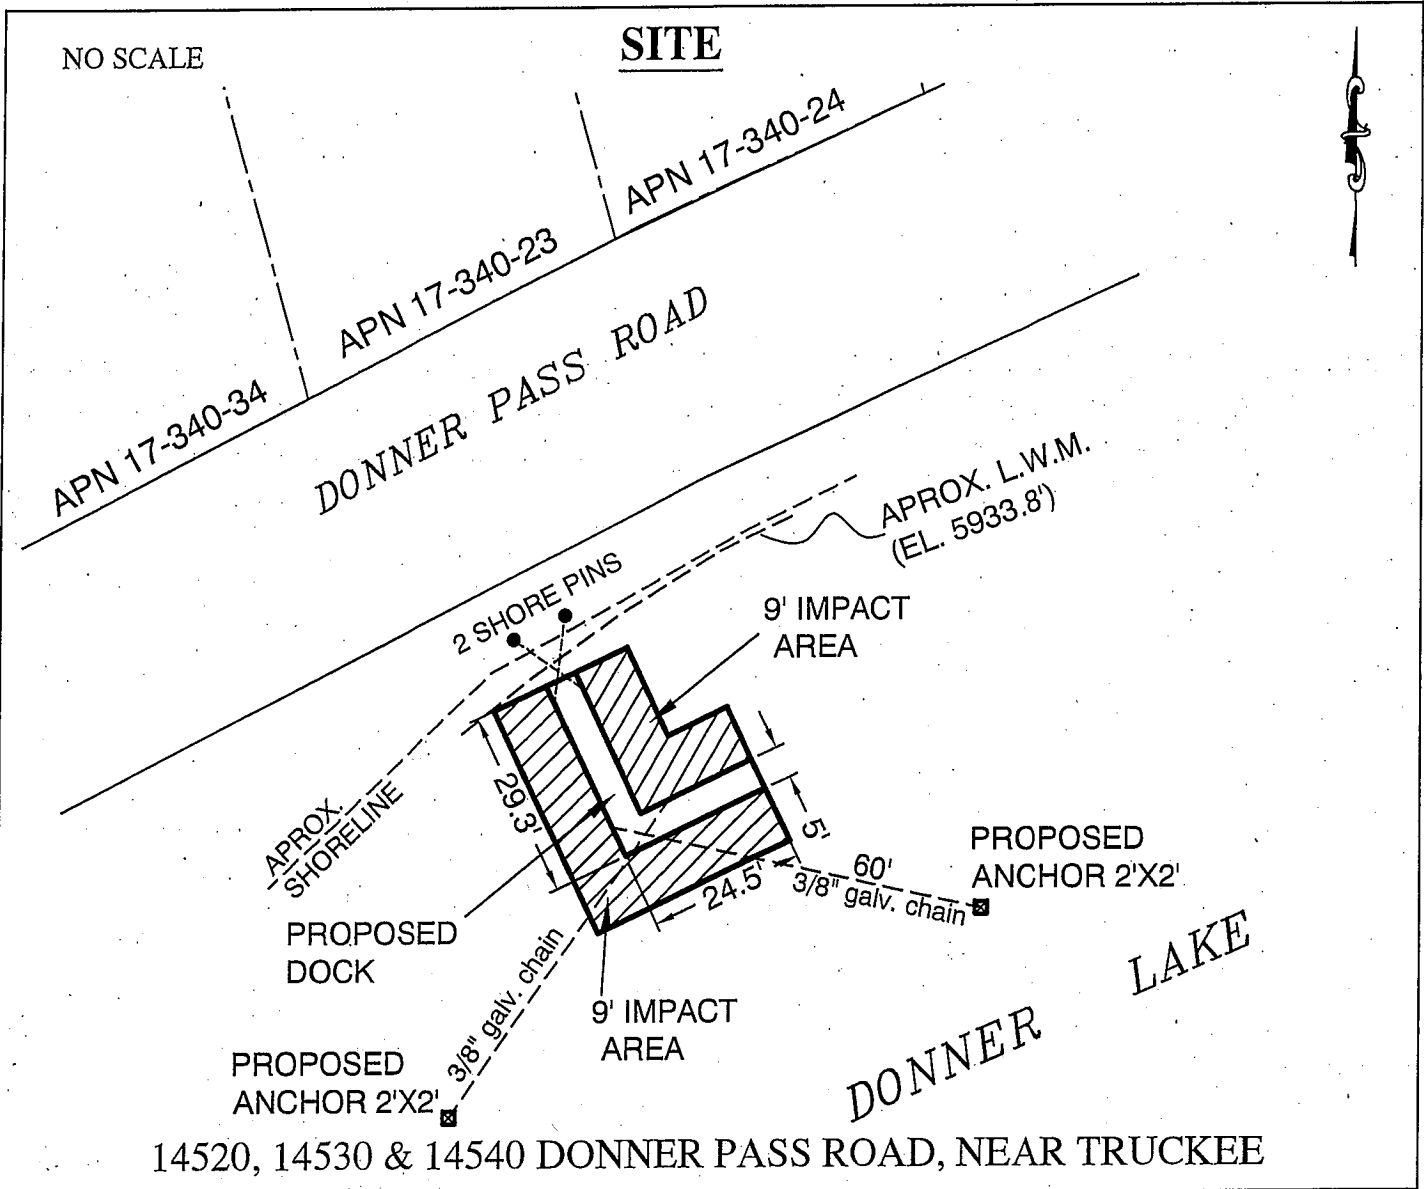 NO SCALE
SITE
APN 17-340-24
APN 17-340-23
APN 17-340-34
DONNER PASS ROAD
APROX. L.W.M.
(EL. 5933.8')
2 SHORE PINS
9' IMPACT
AREA
29.3'
5'
APROX.
SHORELINE
24.5'
60'
3/8" galv. chain
PROPOSED
ANCHOR 2'X2'
PROPOSED
DOCK
3/8" galv. chain
9' IMPACT
AREA
PROPOSED
ANCHOR 2'X2'
DONNER LAKE
14520, 14530 & 14540 DONNER PASS ROAD, NEAR TRUCKEE